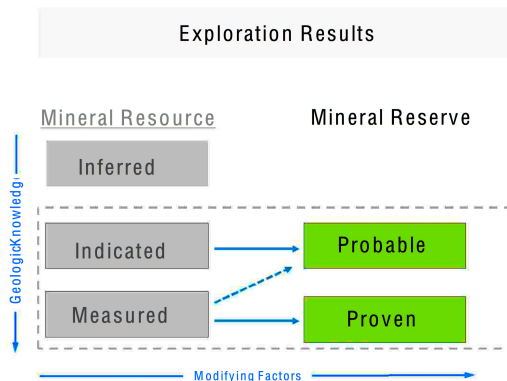 Exploration Results
Mineral Resource
Mineral Reserve
Inferred
Indicated
Probable
Measured
Proven
GeologicKnowledg
Modifying Factors